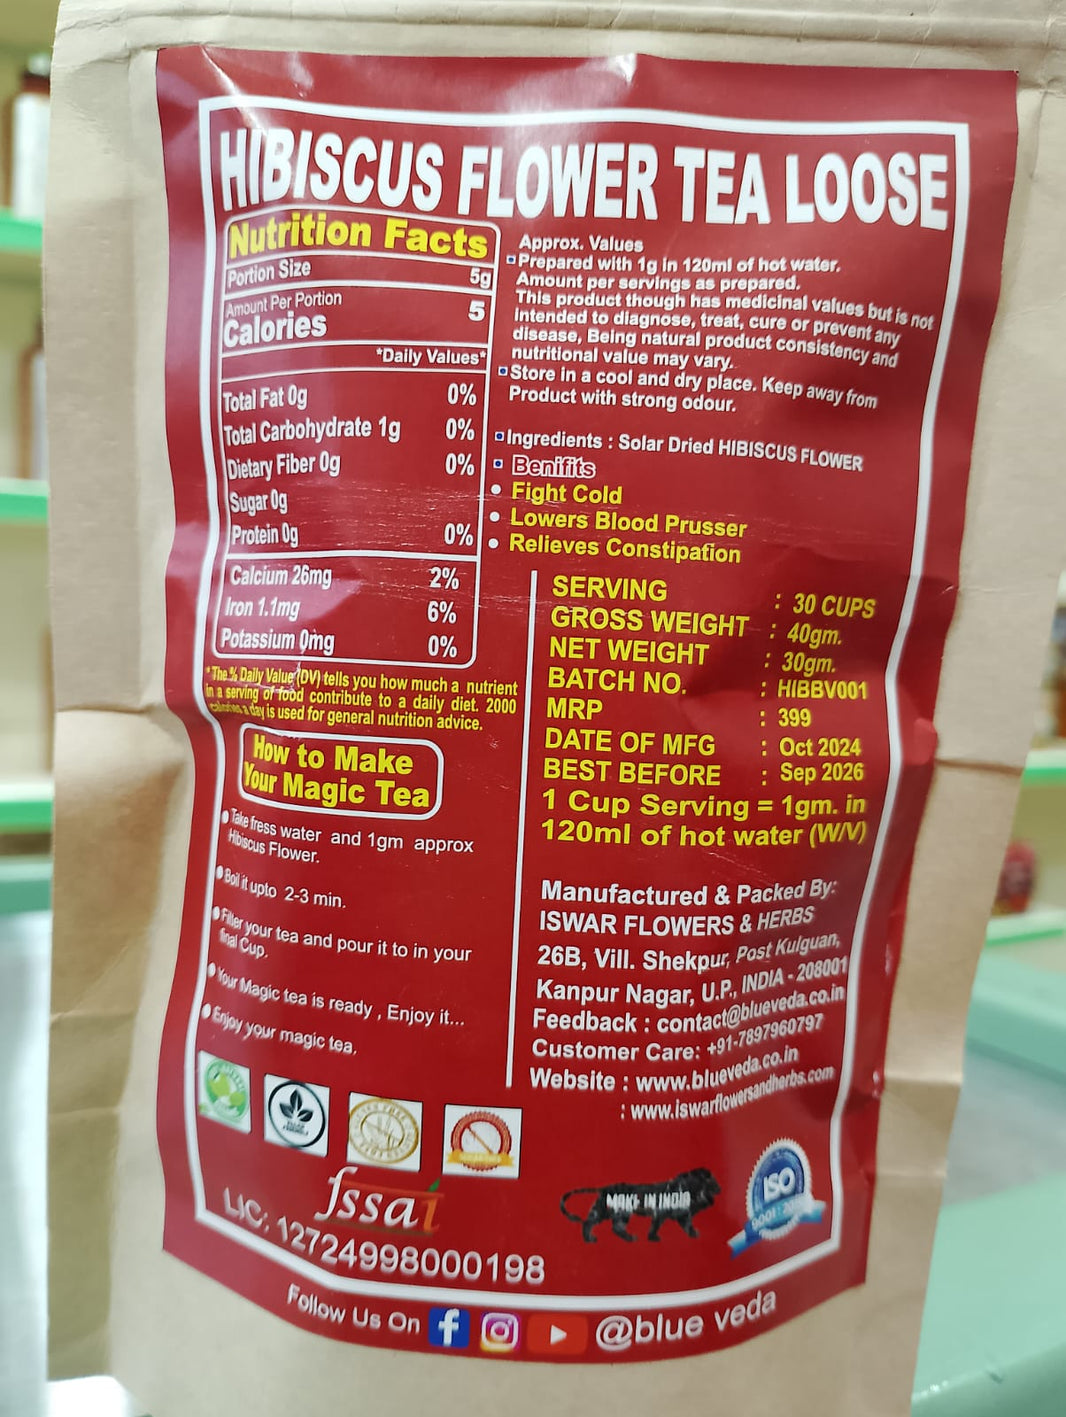 HIBISCUS FLOWER TEA LOOSE
Nutrition Facts
Portion Size 5g
Amount Per Portion
Calories 5
*Daily Values*
Total Fat 0g 0%
Total Carbohydrate 1g 0%
Dietary Fiber 0g 0%
Sugar 0g
Protein 0g 0%
Calcium 26mg 2%
Iron 1.1mg 6%
Potassium 0mg 0%
*The % Daily Value (DV) tells you how much a nutrient
in a serving of food contribute to a daily diet. 2000
calories a day is used for general nutrition advice.
How to Make
Your Magic Tea
Take fress water and 1gm approx
Hibiscus Flower.
Boil it upto 2-3 min.
Filler your tea and pour it to in your
final Cup.
Your Magic tea is ready , Enjoy it...
Enjoy your magic tea.
Approx. Values
Prepared with 1g in 120ml of hot water.
Amount per servings as prepared.
This product though has medicinal values but is not
intended to diagnose, treat, cure or prevent any
disease, Being natural product consistency and
nutritional value may vary.
Store in a cool and dry place. Keep away from
Product with strong odour.
Ingredients : Solar Dried HIBISCUS FLOWER
Benifits
Fight Cold
Lowers Blood Prusser
Relieves Constipation
SERVING : 30 CUPS
GROSS WEIGHT : 40gm.
NET WEIGHT : 30gm.
BATCH NO. : HIBBV001
MRP : 399
DATE OF MFG : Oct 2024
BEST BEFORE : Sep 2026
1 Cup Serving = 1gm. in
120ml of hot water (W/V)
Manufactured & Packed By:
ISWAR FLOWERS & HERBS
26B, Vill. Shekpur, Post Kulguan,
Kanpur Nagar, U.P., INDIA - 208001
Feedback : contact@blueveda.co.in
Customer Care: +91-7897960797
Website : www.blueveda.co.in
: www.iswarflowersandherbs.com
fssai
LIC: 12724998000198
MAKE IN INDIA
ISO
Follow Us On @blue veda